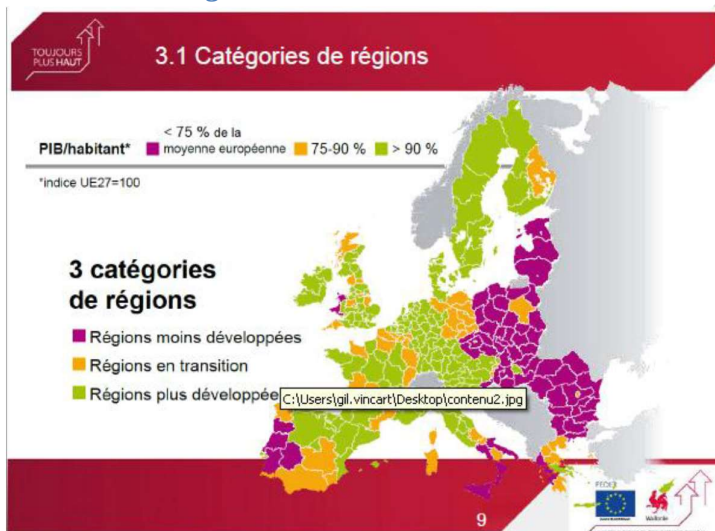 TOUJOURS
PLUS HAUT
3.1 Catégories de régions
PIB/habitant*
< 75 % de la
moyenne européenne
75-90 %
> 90 %
*indice UE27=100
3 catégories
de régions
Régions moins développées
Régions en transition
Régions plus développée
C:\Users\gil.vincart\Desktop\contenu2.jpg
9
Wallonie